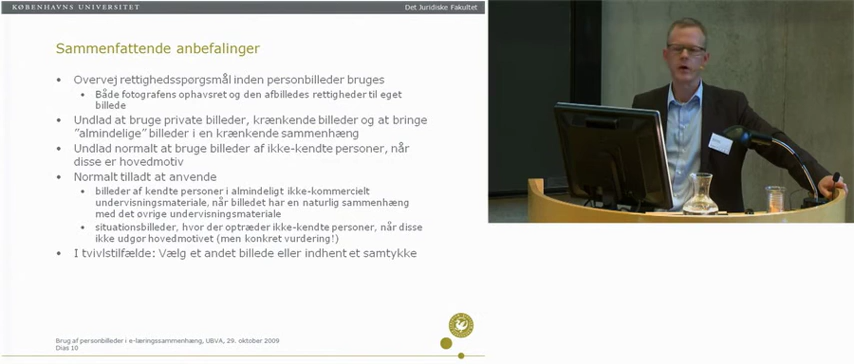 KØBENHAVNS UNIVERSITET
Det Juridiske Fakultet
Sammenfattende anbefalinger
• Overvej rettighedsspørgsmål inden personbilleder bruges
• Både fotografens ophavsret og den afbilledes rettigheder til eget
billede
• Undlad at bruge private billeder, krænkende billeder og at bringe
"almindelige" billeder i en krænkende sammenhæng
• Undlad normalt at bruge billeder af ikke-kendte personer, når
disse er hovedmotiv
• Normalt tilladt at anvende
• billeder af kendte personer i almindeligt ikke-kommercielt
undervisningsmateriale, når billedet har en naturlig sammenhæng
med det øvrige undervisningsmateriale
• situationsbilleder, hvor der optræder ikke-kendte personer, når disse
ikke udgør hovedmotivet (men konkret vurdering!)
• I tvivlstilfælde: Vælg et andet billede eller indhent et samtykke
Brug af personbilleder i e-læringssammenhæng, UBVA, 29. oktober 2009
Dias 10